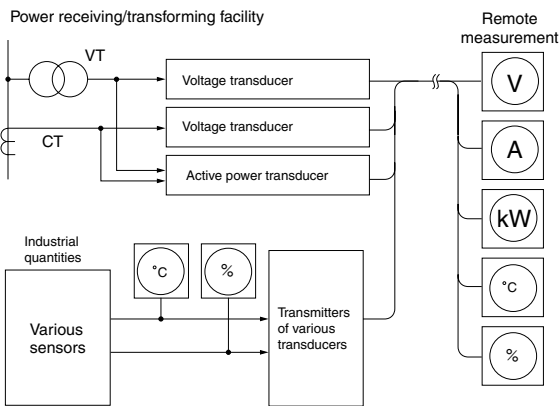 Power receiving/transforming facility
Remote
measurement
VT
Voltage transducer
V
CT
Voltage transducer
A
Active power transducer
kW
Industrial
quantities
°C
%
Various
sensors
Transmitters
of various
transducers
°C
%